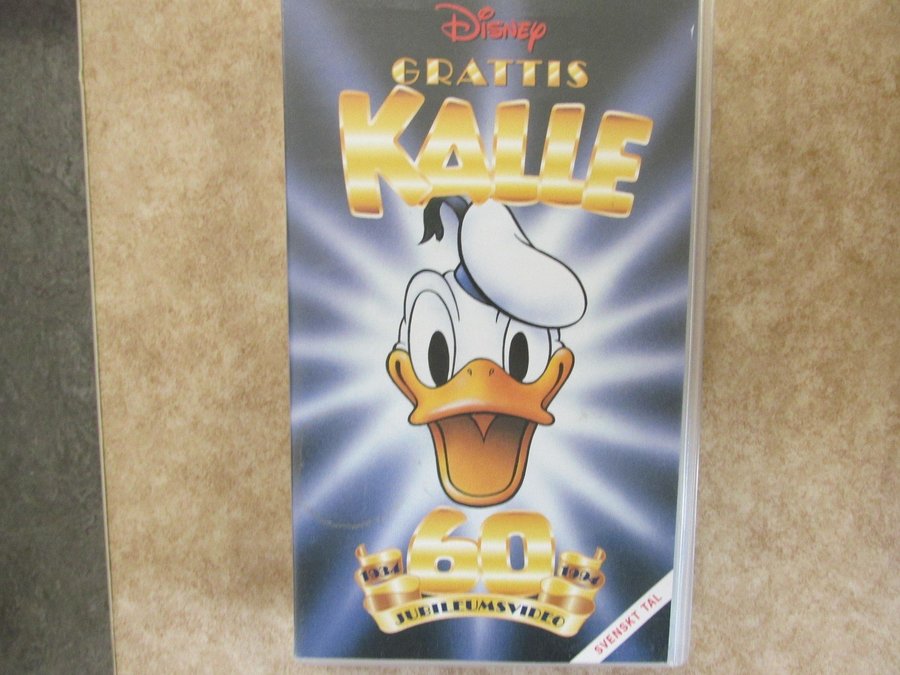 Disney
GRATTIS
KALLE
60
1934 1994
JUBILEUMSVIDEO
SVENSKT TAL